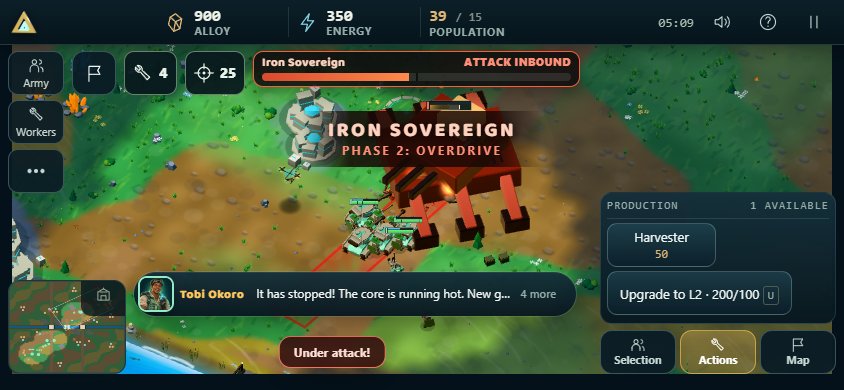 900
ALLOY
350
ENERGY
39 / 15
POPULATION
05:09
Army
4
25
Iron Sovereign
ATTACK INBOUND
Workers
IRON SOVEREIGN
PHASE 2: OVERDRIVE
PRODUCTION
1 AVAILABLE
Harvester
50
Upgrade to L2 · 200/100 U
Tobi Okoro
It has stopped! The core is running hot. New g...
4 more
Under attack!
Selection
Actions
Map